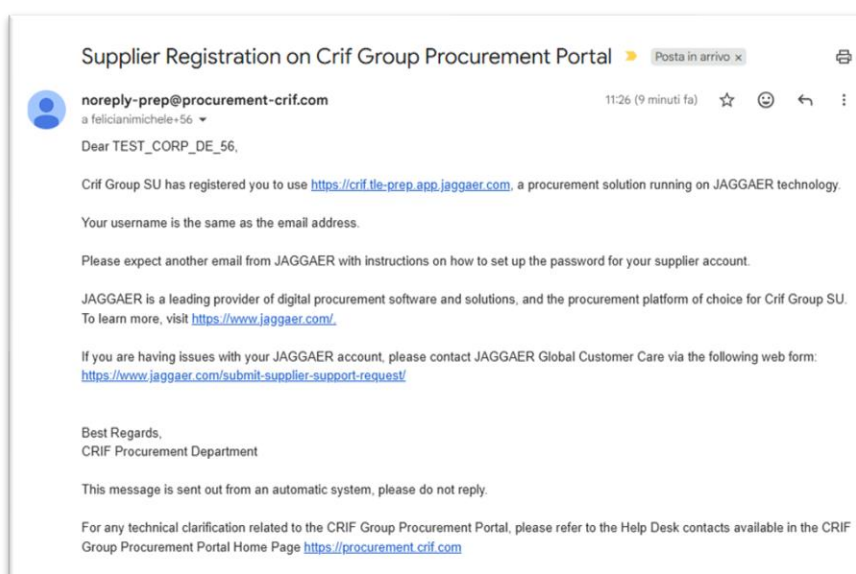 Supplier Registration on Crif Group Procurement Portal Posta in arrivo ×
noreply-prep@procurement-crif.com 11:26 (9 minuti fa)
a felicianimichele+56
Dear TEST_CORP_DE_56,
Crif Group SU has registered you to use https://crif.tle-prep.app.jaggaer.com, a procurement solution running on JAGGAER technology.
Your username is the same as the email address.
Please expect another email from JAGGAER with instructions on how to set up the password for your supplier account.
JAGGAER is a leading provider of digital procurement software and solutions, and the procurement platform of choice for Crif Group SU.
To learn more, visit https://www.jaggaer.com/.
If you are having issues with your JAGGAER account, please contact JAGGAER Global Customer Care via the following web form:
https://www.jaggaer.com/submit-supplier-support-request/
Best Regards,
CRIF Procurement Department
This message is sent out from an automatic system, please do not reply.
For any technical clarification related to the CRIF Group Procurement Portal, please refer to the Help Desk contacts available in the CRIF
Group Procurement Portal Home Page https://procurement.crif.com